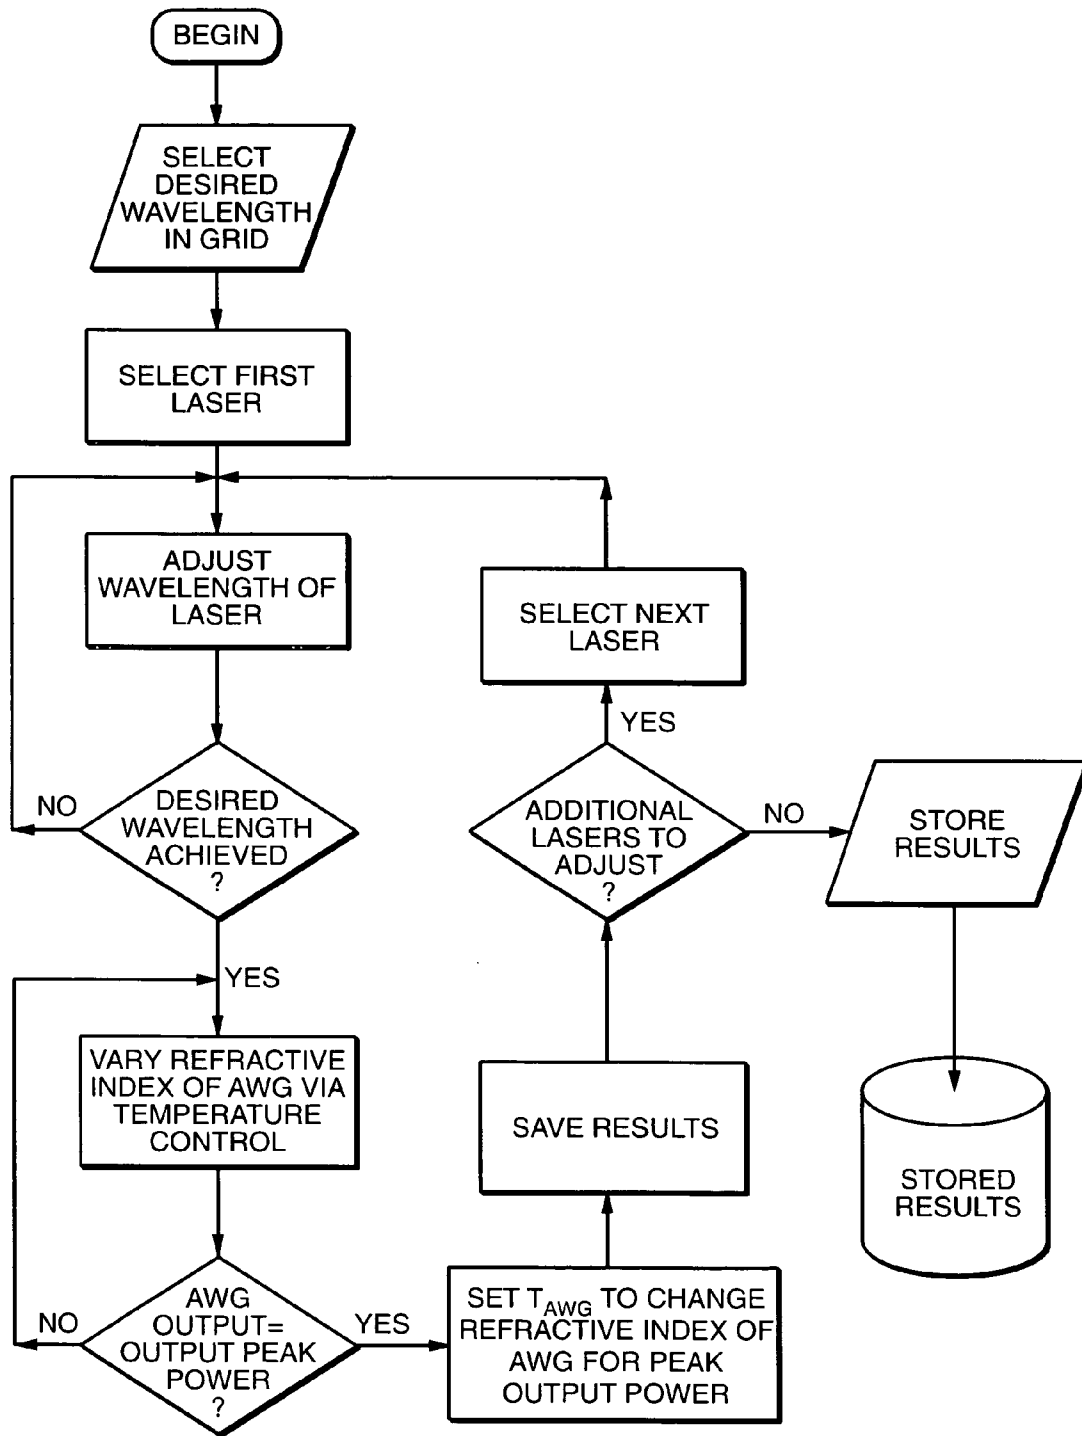 BEGIN
SELECT
DESIRED
WAVELENGTH
IN GRID
SELECT FIRST
LASER
ADJUST
WAVELENGTH OF
LASER
DESIRED
WAVELENGTH
ACHIEVED
?
NO
YES
VARY REFRACTIVE
INDEX OF AWG VIA
TEMPERATURE
CONTROL
AWG
OUTPUT=
OUTPUT PEAK
POWER
?
NO
YES
SET TAWG TO CHANGE
REFRACTIVE INDEX OF
AWG FOR PEAK
OUTPUT POWER
SAVE RESULTS
ADDITIONAL
LASERS TO
ADJUST
?
YES
SELECT NEXT
LASER
NO
STORE
RESULTS
STORED
RESULTS